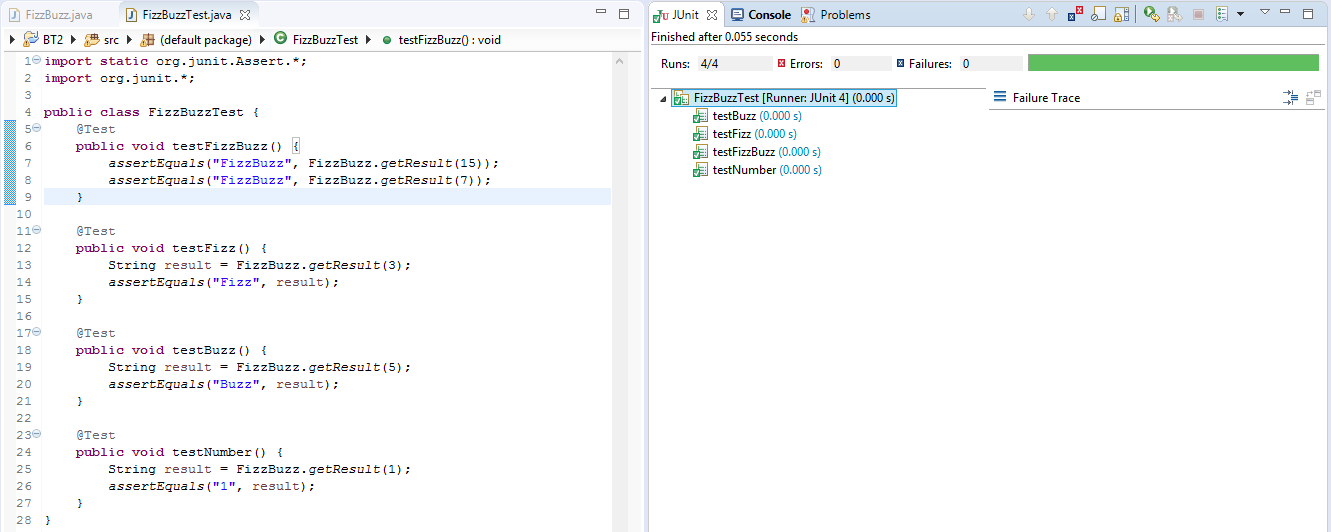 FizzBuzz.java
FizzBuzzTest.java
BT2 src (default package) FizzBuzzTest testFizzBuzz() : void
1 import static org.junit.Assert.*;
2 import org.junit.*;
3
4 public class FizzBuzzTest {
5 @Test
6 public void testFizzBuzz() {
7 assertEquals("FizzBuzz", FizzBuzz.getResult(15));
8 assertEquals("FizzBuzz", FizzBuzz.getResult(7));
9 }
10
11 @Test
12 public void testFizz() {
13 String result = FizzBuzz.getResult(3);
14 assertEquals("Fizz", result);
15 }
16
17 @Test
18 public void testBuzz() {
19 String result = FizzBuzz.getResult(5);
20 assertEquals("Buzz", result);
21 }
22
23 @Test
24 public void testNumber() {
25 String result = FizzBuzz.getResult(1);
26 assertEquals("1", result);
27 }
28 }
JUnit
Console
Problems
Finished after 0.055 seconds
Runs: 4/4 Errors: 0 Failures: 0
FizzBuzzTest [Runner: JUnit 4] (0.000 s)
testBuzz (0.000 s)
testFizz (0.000 s)
testFizzBuzz (0.000 s)
testNumber (0.000 s)
Failure Trace